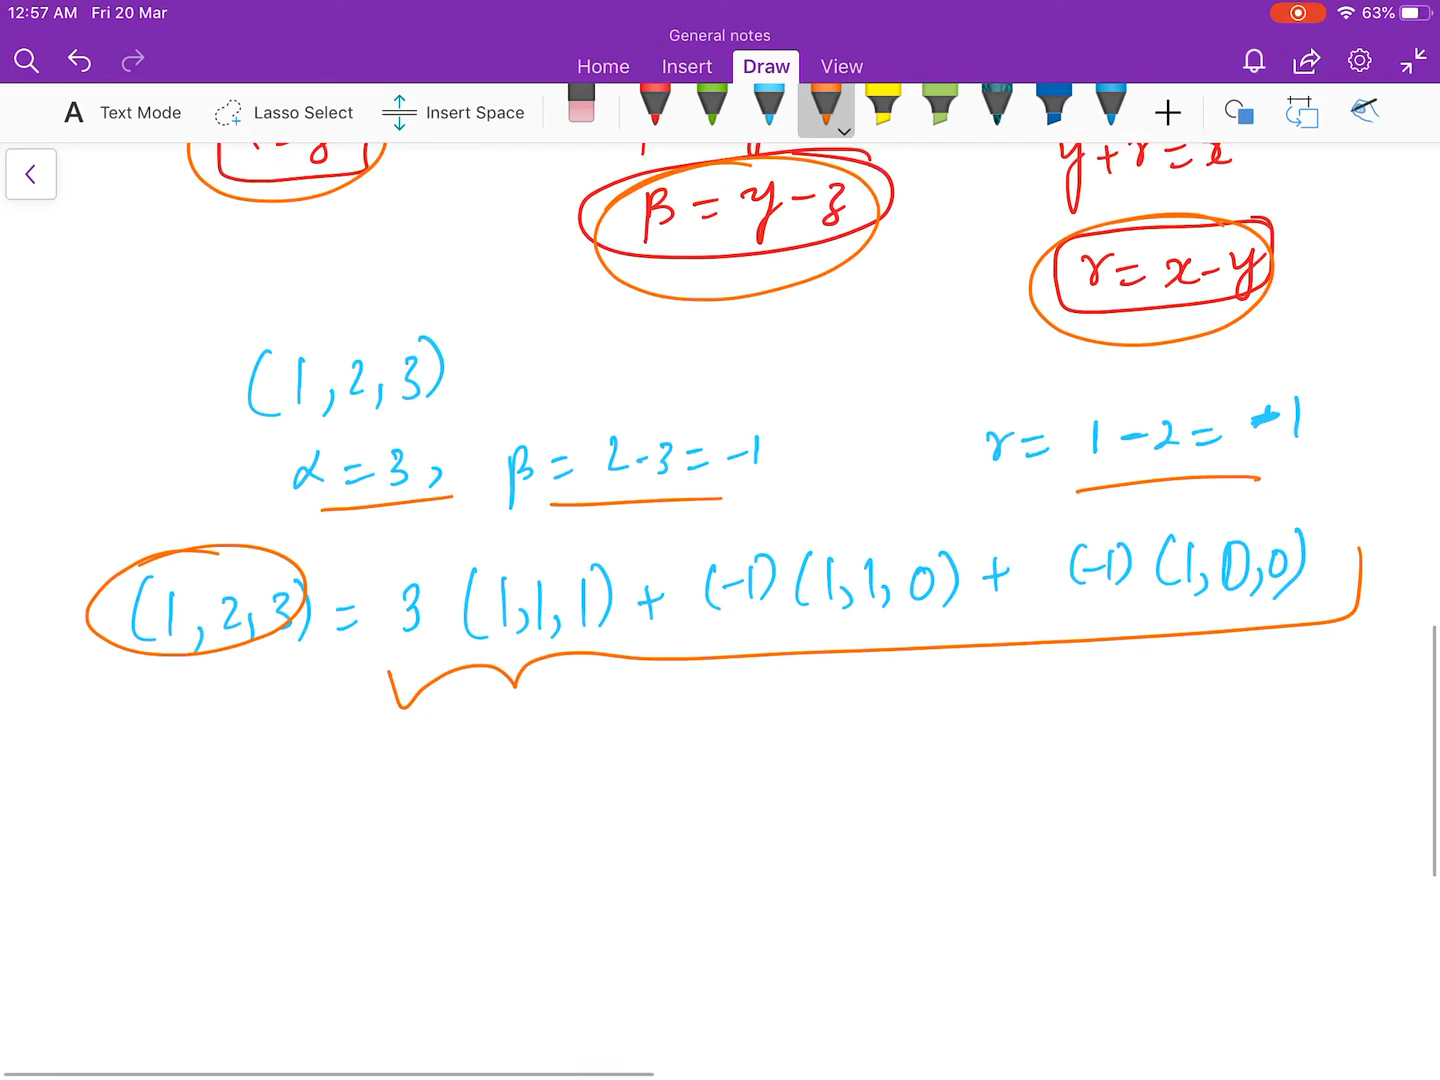 12:57 AM Fri 20 Mar
63%
General notes
Home Insert Draw View
A Text Mode Lasso Select Insert Space
β = y - z
y + r = x
r = x - y
(1, 2, 3)
α = 3, β = 2 - 3 = -1 r = 1 - 2 = -1
(1, 2, 3) = 3 (1, 1, 1) + (-1) (1, 1, 0) + (-1) (1, 0, 0)